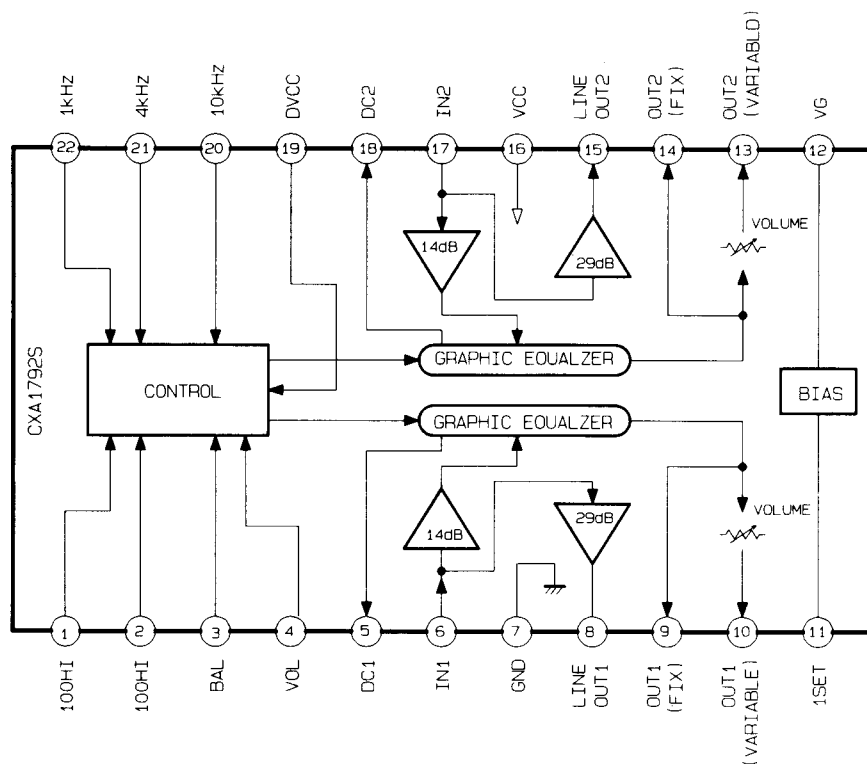 1kHz
4kHz
10kHz
DVCC
DC2
IN2
VCC
LINE
OUT2
OUT2
(FIX)
OUT2
(VARIABLD)
VG
22
21
20
19
18
17
16
15
14
13
12
CXA1792S
14dB
29dB
VOLUME
GRAPHIC EQUALZER
CONTROL
BIAS
GRAPHIC EQUALZER
14dB
29dB
VOLUME
1
2
3
4
5
6
7
8
9
10
11
100HI
100HI
BAL
VOL
DC1
IN1
GND
LINE
OUT1
OUT1
(FIX)
OUT1
(VARIABLE)
1SET